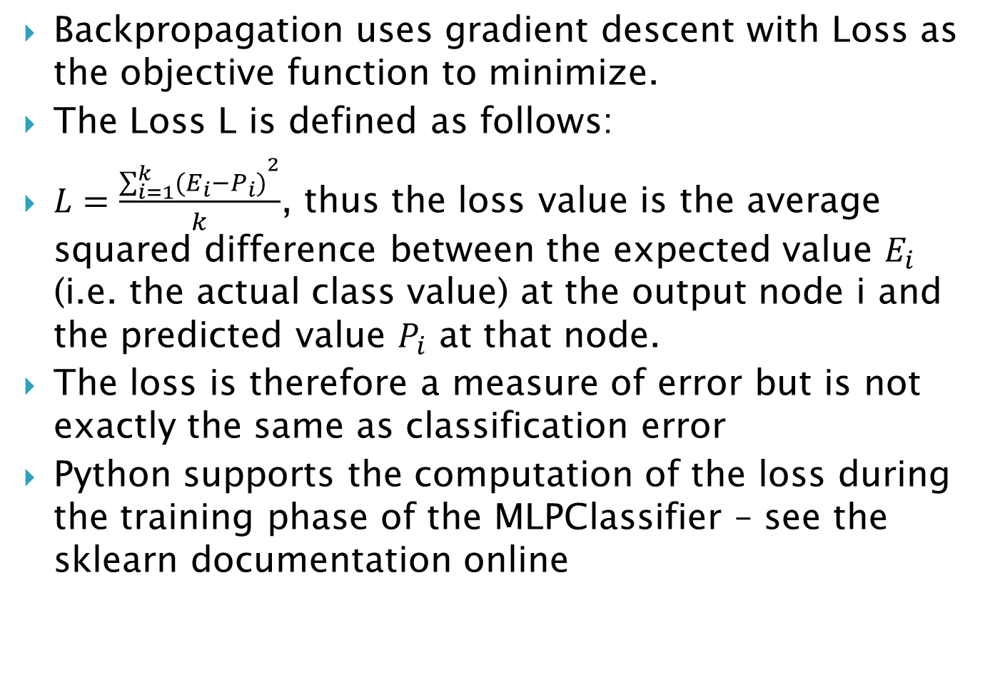 Backpropagation uses gradient descent with Loss as
the objective function to minimize.
The Loss L is defined as follows:
L = \frac{\sum_{i=1}^{k}(E_i-P_i)^2}{k}, thus the loss value is the average
squared difference between the expected value E_i
(i.e. the actual class value) at the output node i and
the predicted value P_i at that node.
The loss is therefore a measure of error but is not
exactly the same as classification error
Python supports the computation of the loss during
the training phase of the MLPClassifier – see the
sklearn documentation online